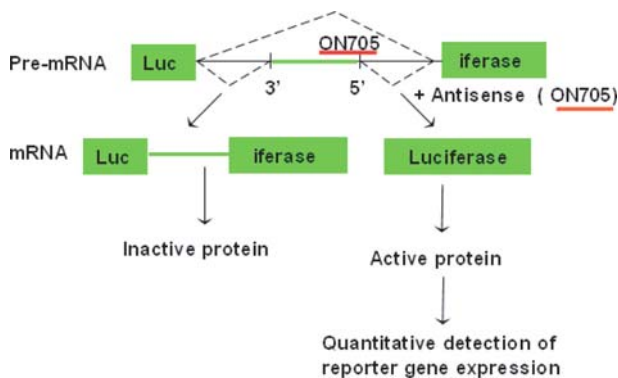 ON705
Pre-mRNA
Luc
iferase
3’
5’
+ Antisense ( ON705)
mRNA
Luc
iferase
Luciferase
Inactive protein
Active protein
Quantitative detection of
reporter gene expression